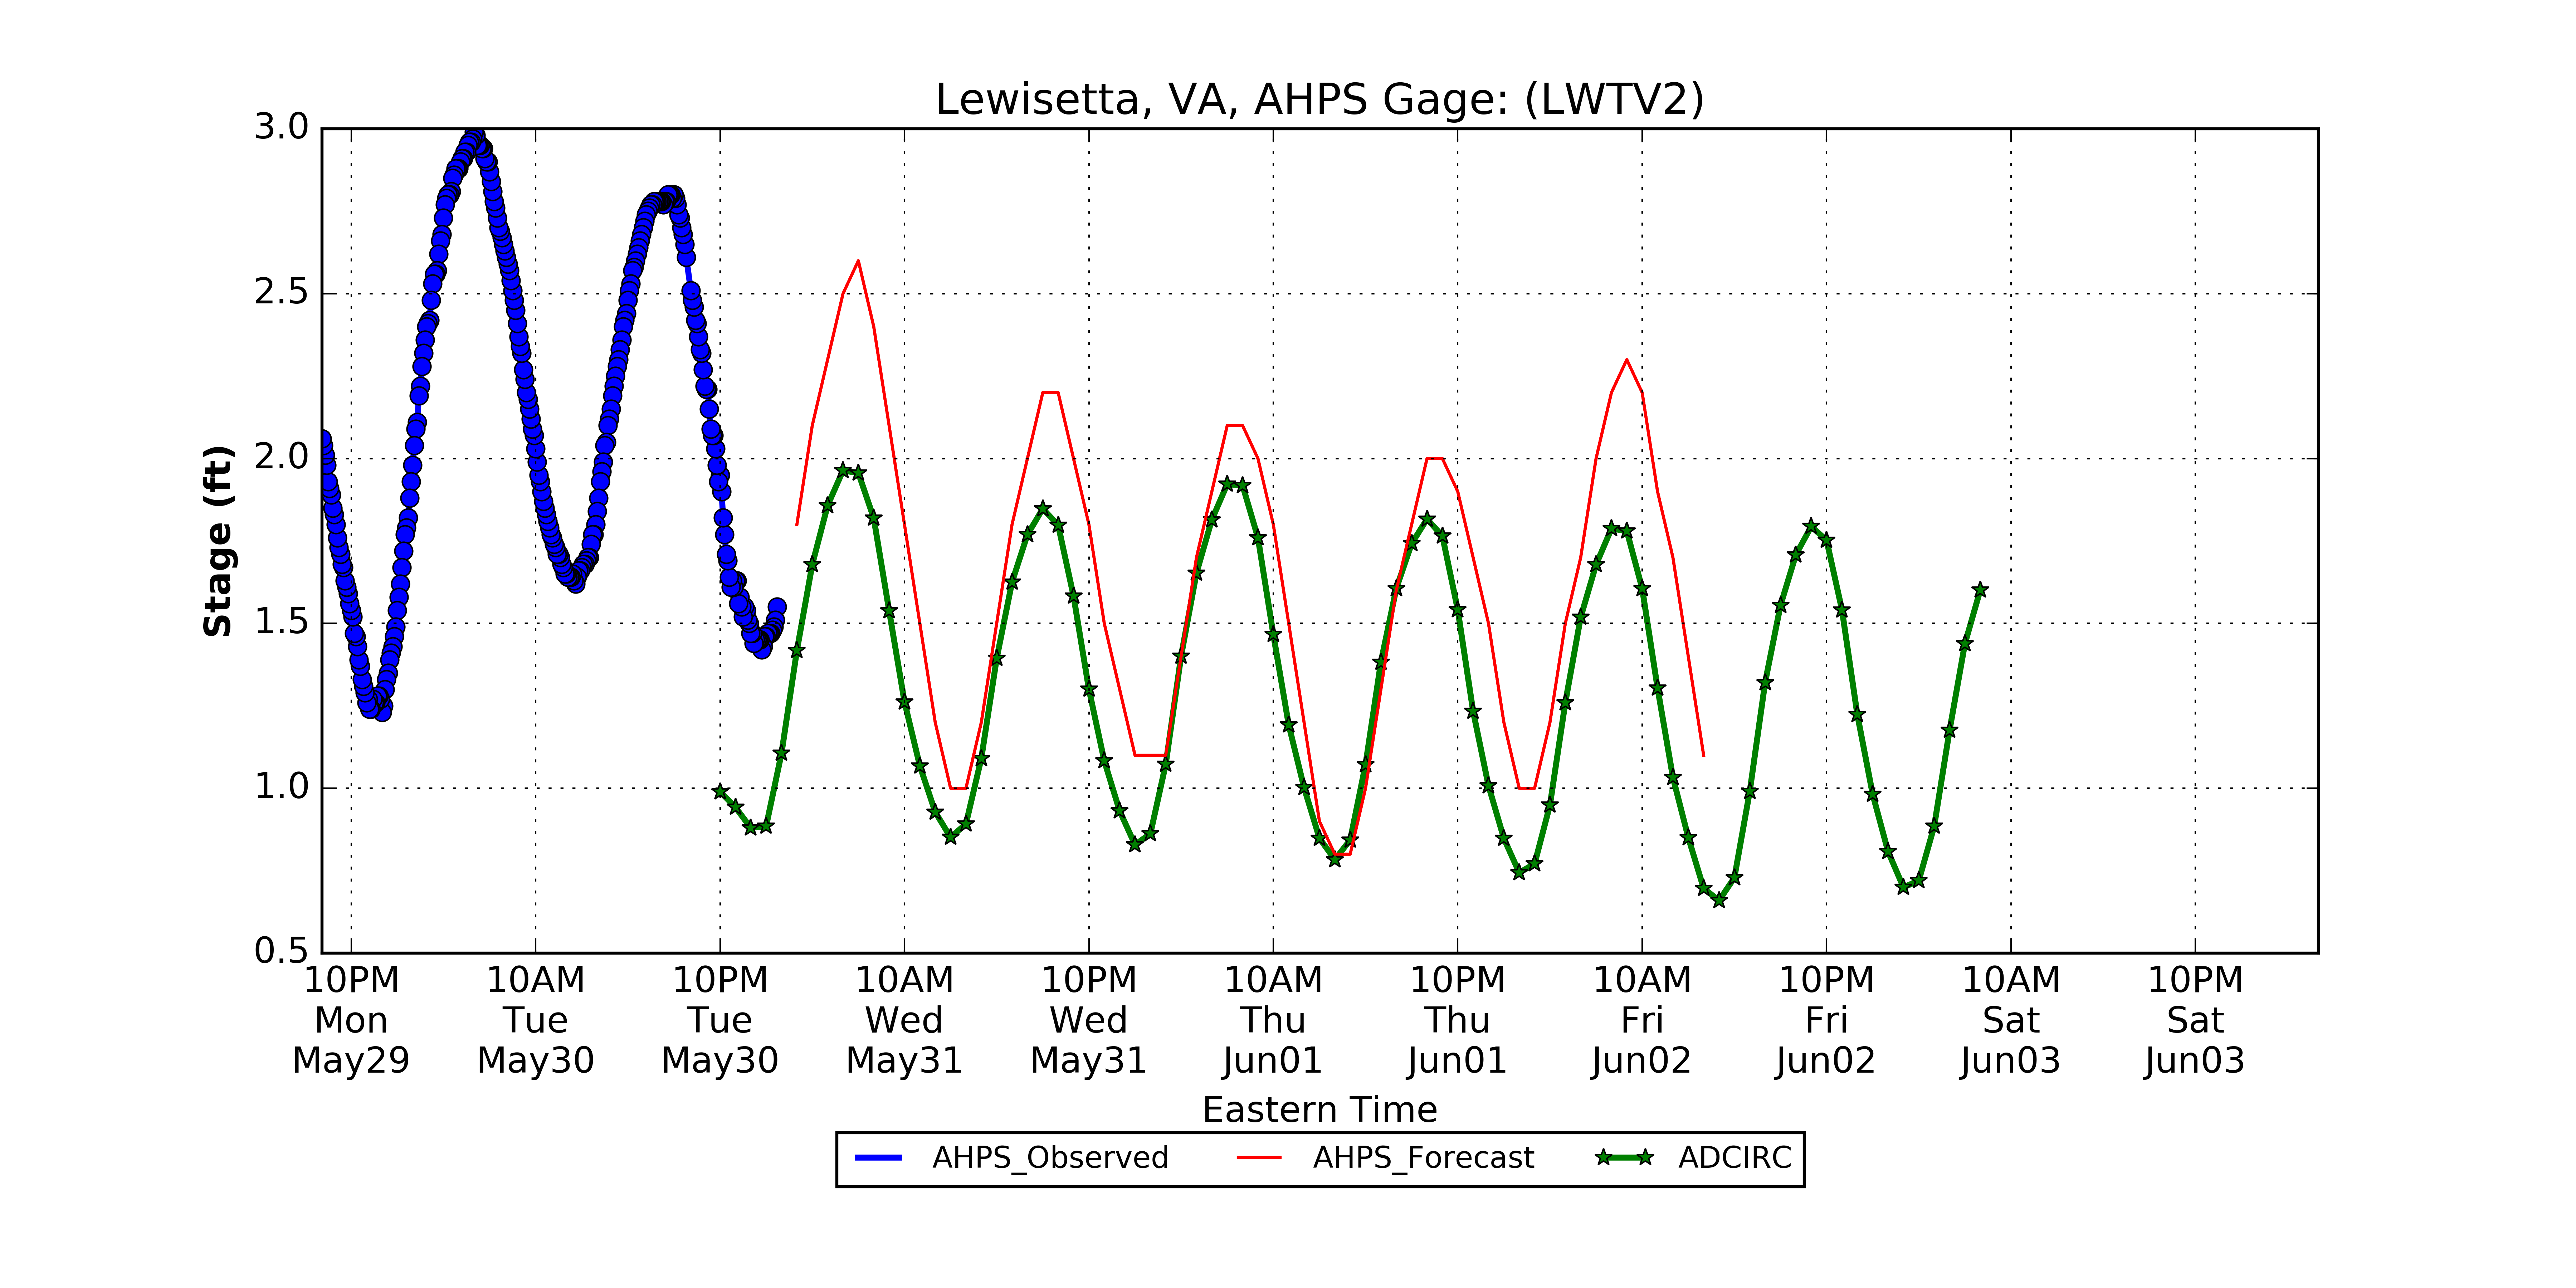 Lewisetta, VA, AHPS Gage: (LWTV2)
3.0
2.5
2.0
1.5
1.0
0.5
Stage (ft)
10PM 10AM 10PM 10AM 10PM 10AM 10PM 10AM 10PM 10AM 10PM
Mon Tue Tue Wed Wed Thu Thu Fri Fri Sat Sat
May29 May30 May30 May31 May31 Jun01 Jun01 Jun02 Jun02 Jun03 Jun03
Eastern Time
AHPS_Observed AHPS_Forecast ADCIRC